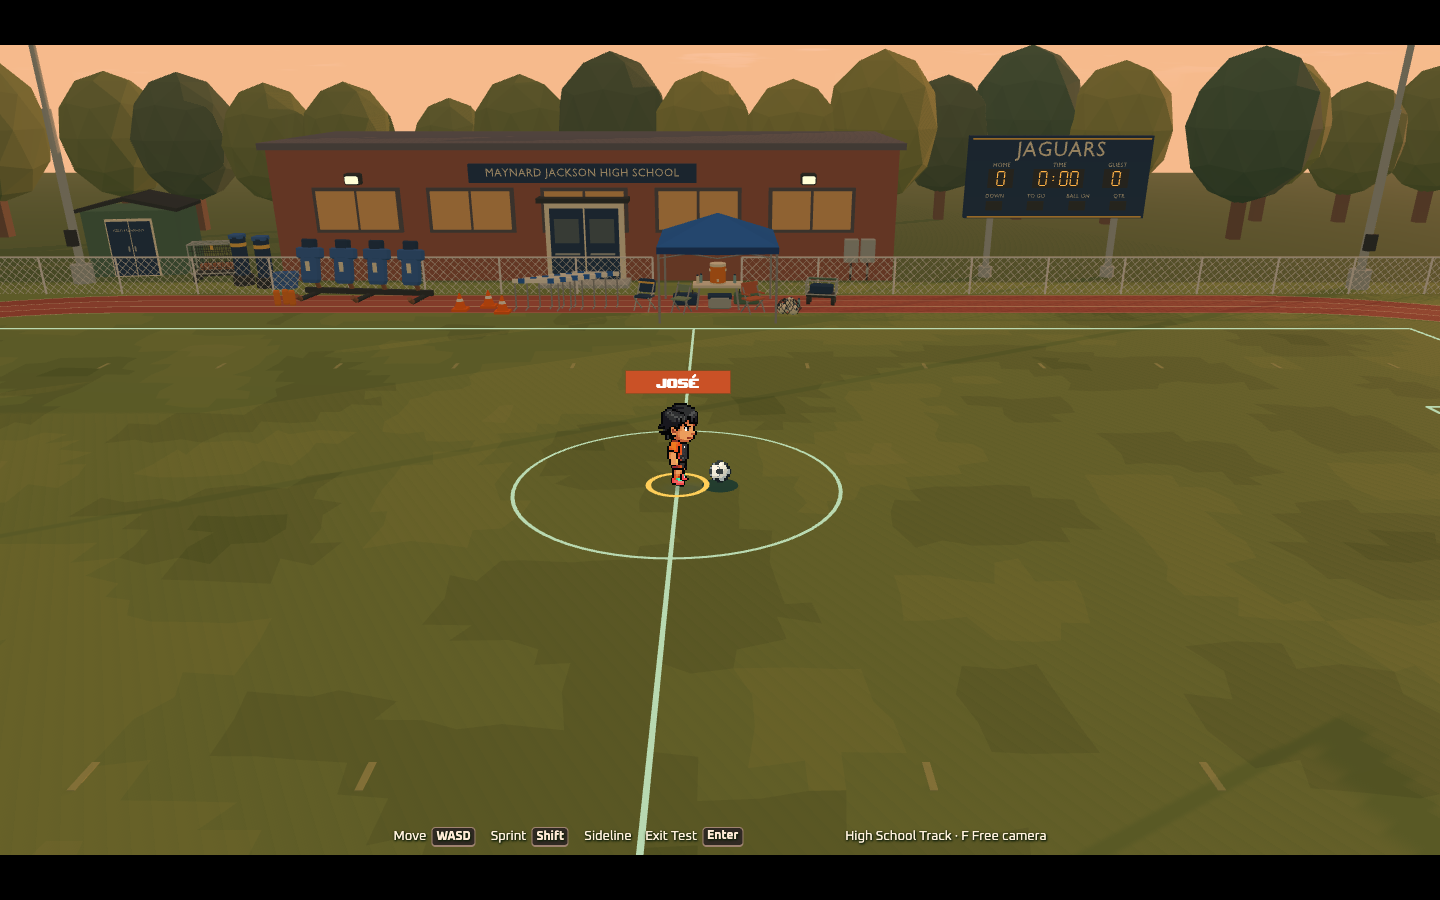 JAGUARS
HOME TIME GUEST
0 0:00 0
DOWN TO GO BALL ON QTR
MAYNARD JACKSON HIGH SCHOOL
JOSÉ
Move WASD Sprint Shift Sideline Exit Test Enter High School Track · F Free camera